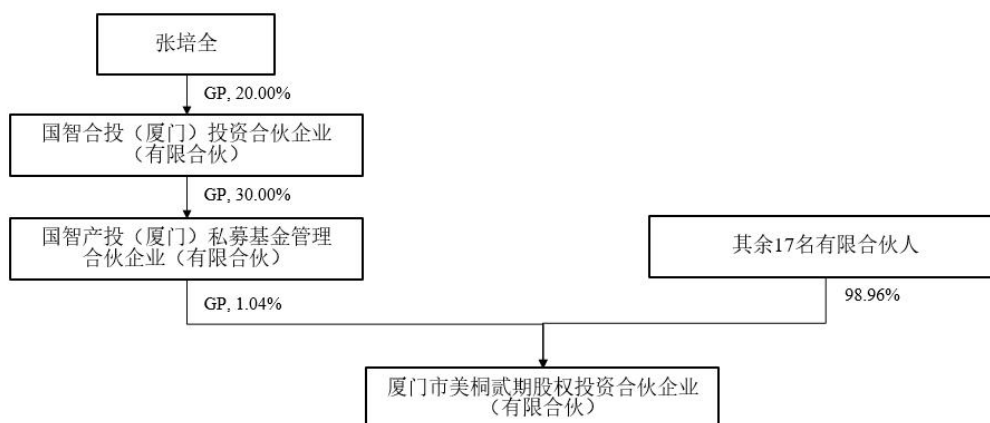 张培全
GP, 20.00%
国智合投（厦门）投资合伙企业
（有限合伙）
GP, 30.00%
国智产投（厦门）私募基金管理
合伙企业（有限合伙）
其余17名有限合伙人
GP, 1.04%
98.96%
厦门市美桐贰期股权投资合伙企业
（有限合伙）